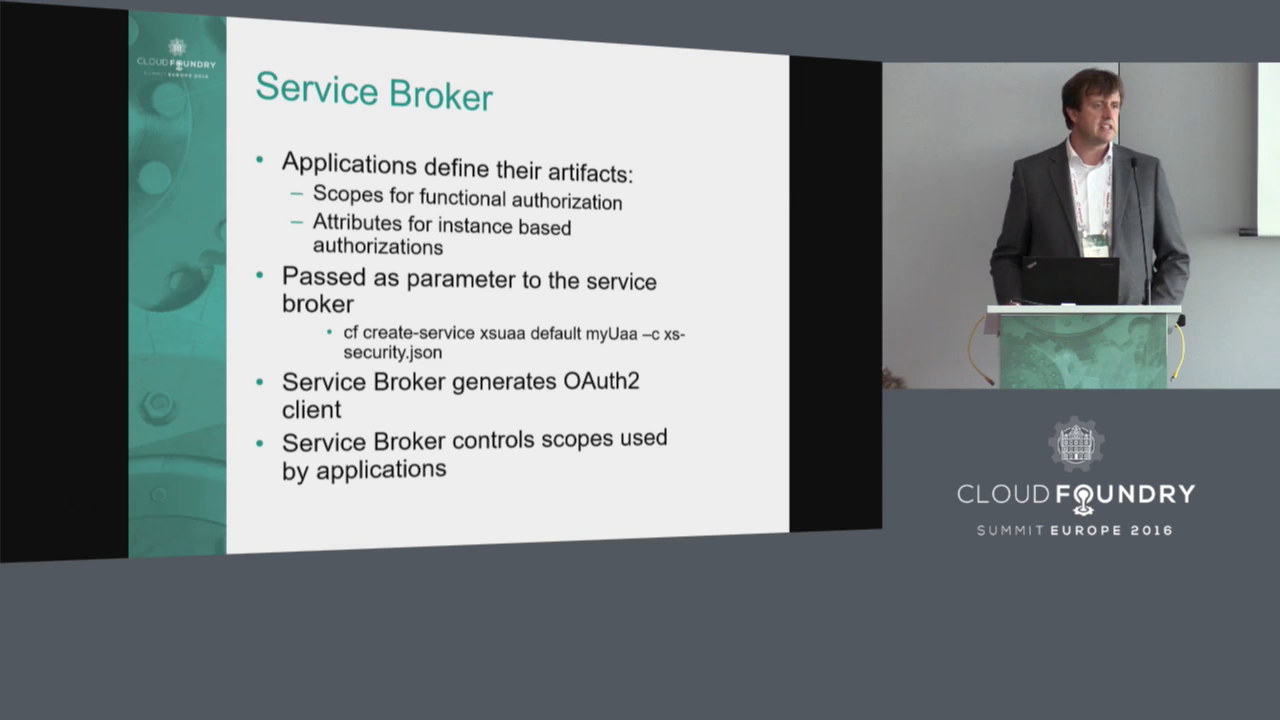 CLOUD FOUNDRY
SUMMIT EUROPE 2016
Service Broker
• Applications define their artifacts:
– Scopes for functional authorization
– Attributes for instance based
authorizations
• Passed as parameter to the service
broker
• cf create-service xsuaa default myUaa –c xs-
security.json
• Service Broker generates OAuth2
client
• Service Broker controls scopes used
by applications
CLOUD FOUNDRY
SUMMIT EUROPE 2016